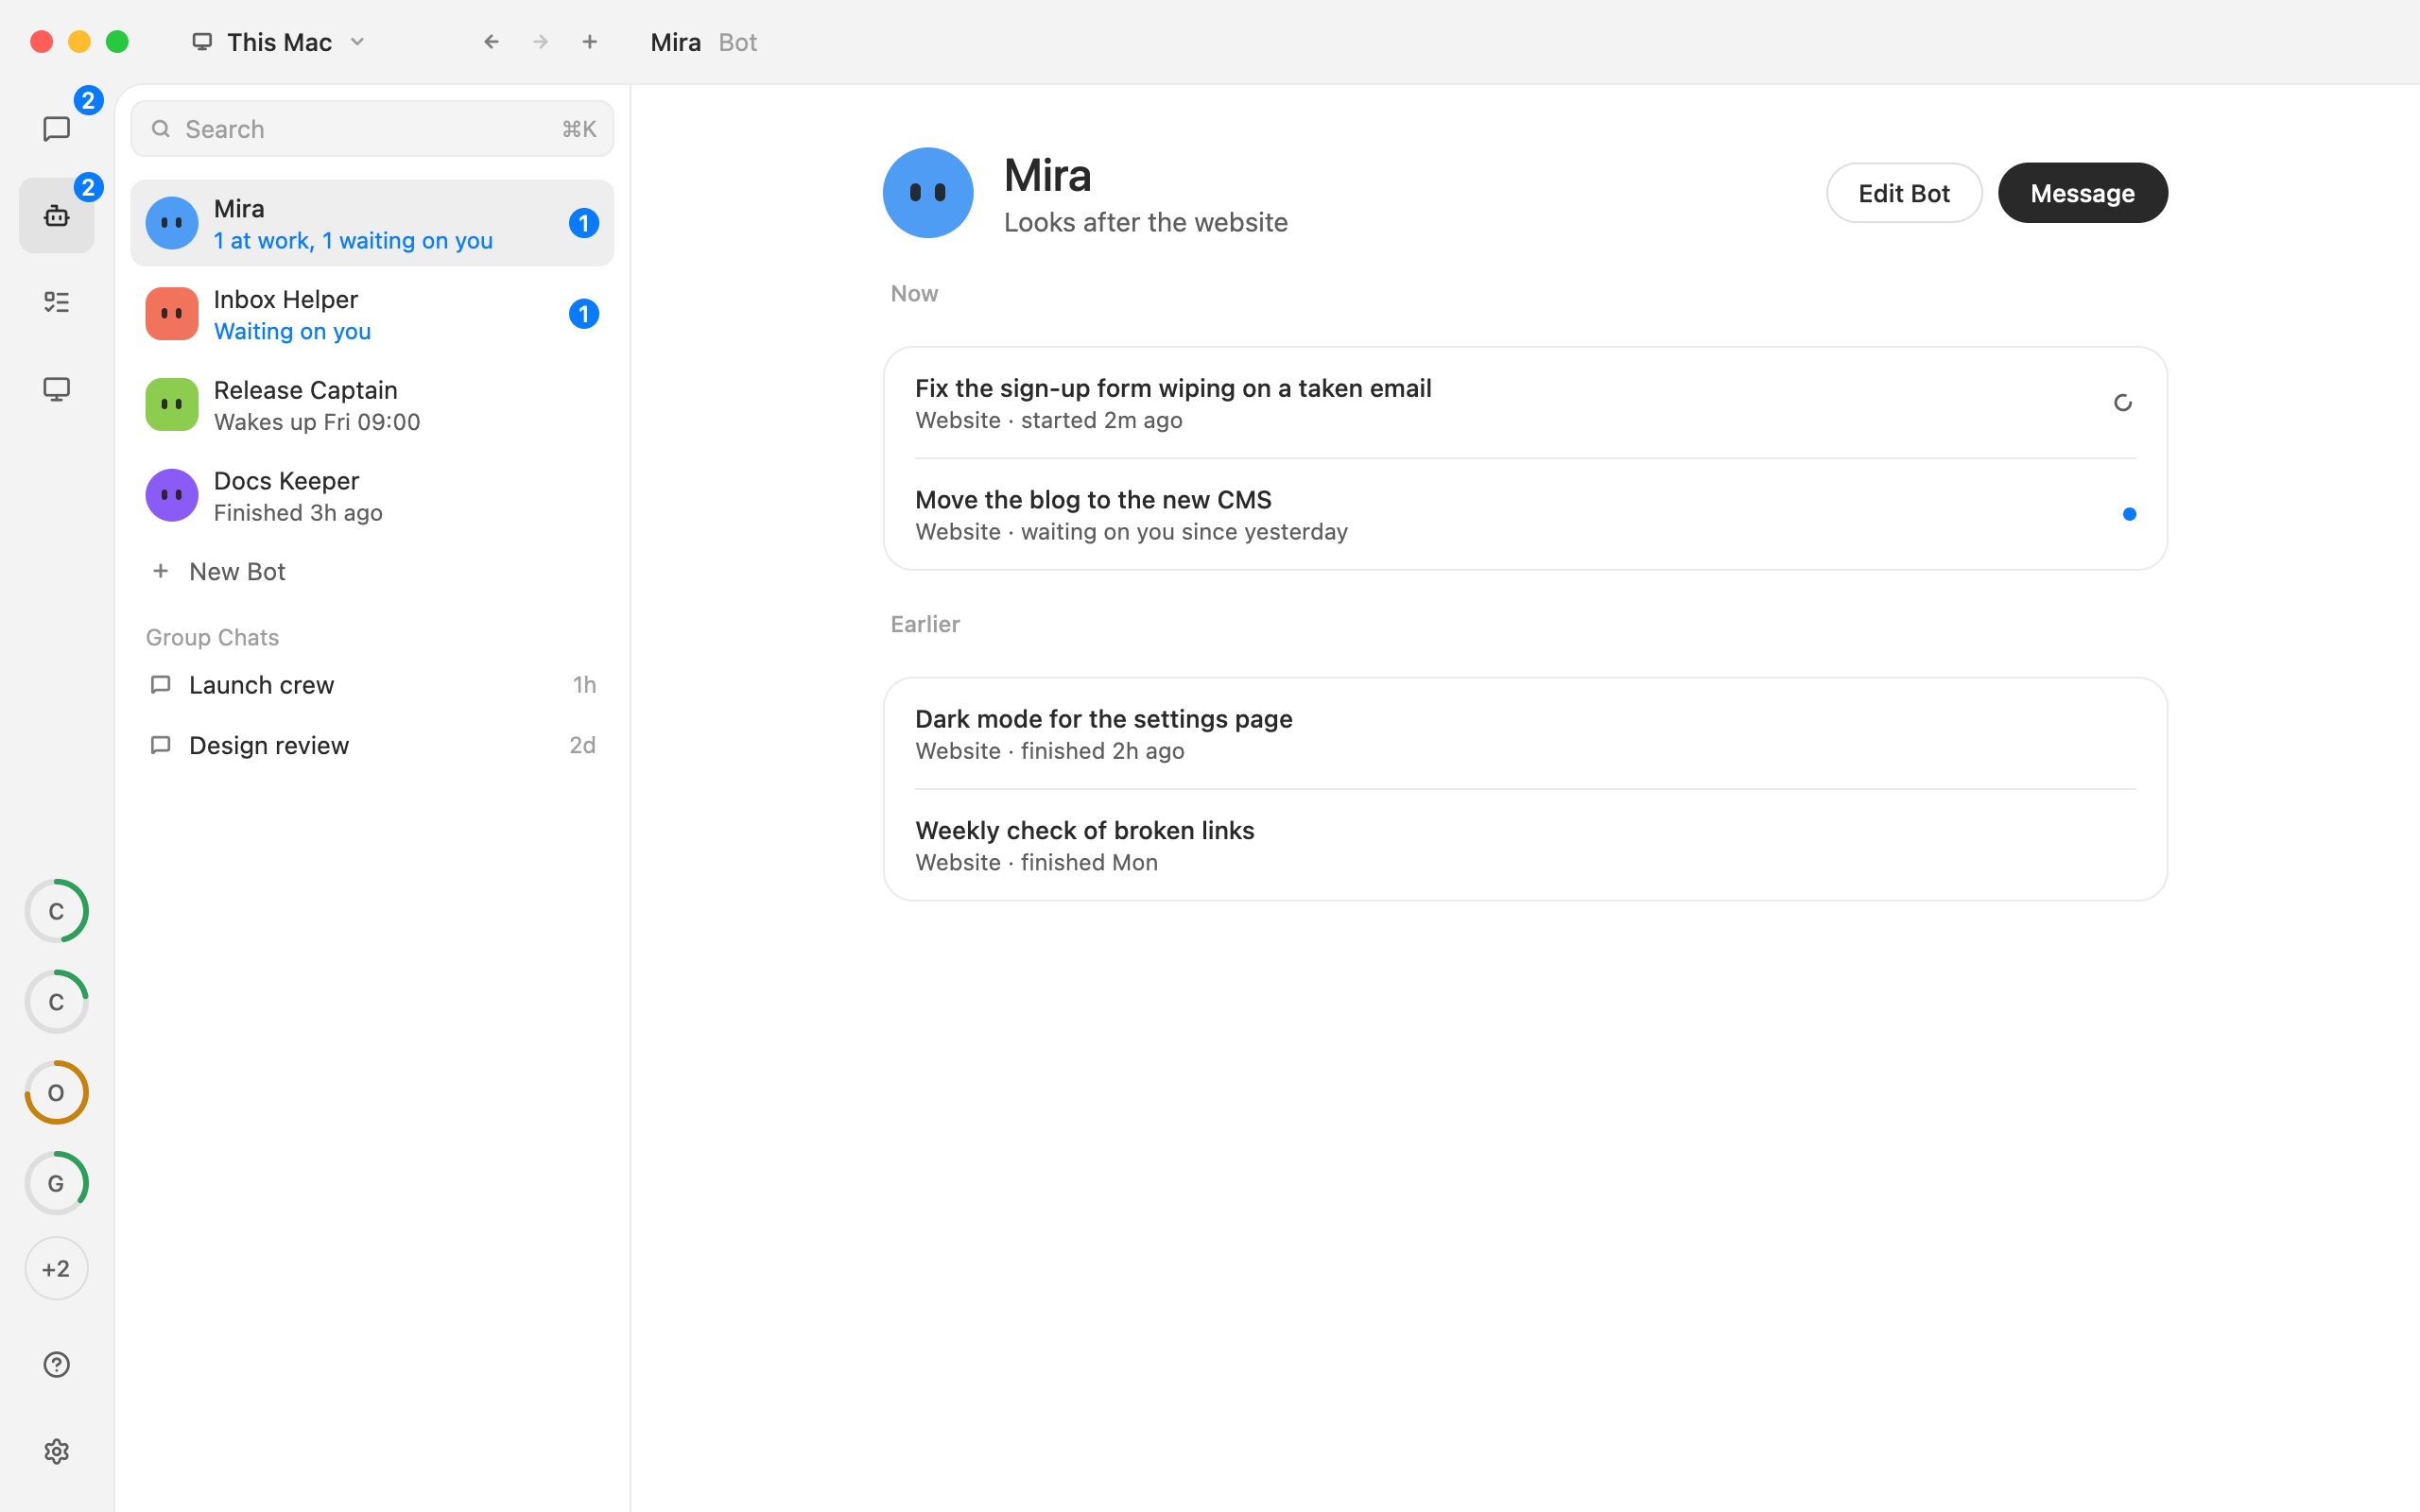 This Mac
Mira Bot
2
Search ⌘K
2
Mira
1 at work, 1 waiting on you
1
Inbox Helper
Waiting on you
1
Release Captain
Wakes up Fri 09:00
Docs Keeper
Finished 3h ago
+ New Bot
Group Chats
Launch crew 1h
Design review 2d
C
C
O
G
+2
Mira
Looks after the website
Edit Bot
Message
Now
Fix the sign-up form wiping on a taken email
Website · started 2m ago
Move the blog to the new CMS
Website · waiting on you since yesterday
Earlier
Dark mode for the settings page
Website · finished 2h ago
Weekly check of broken links
Website · finished Mon